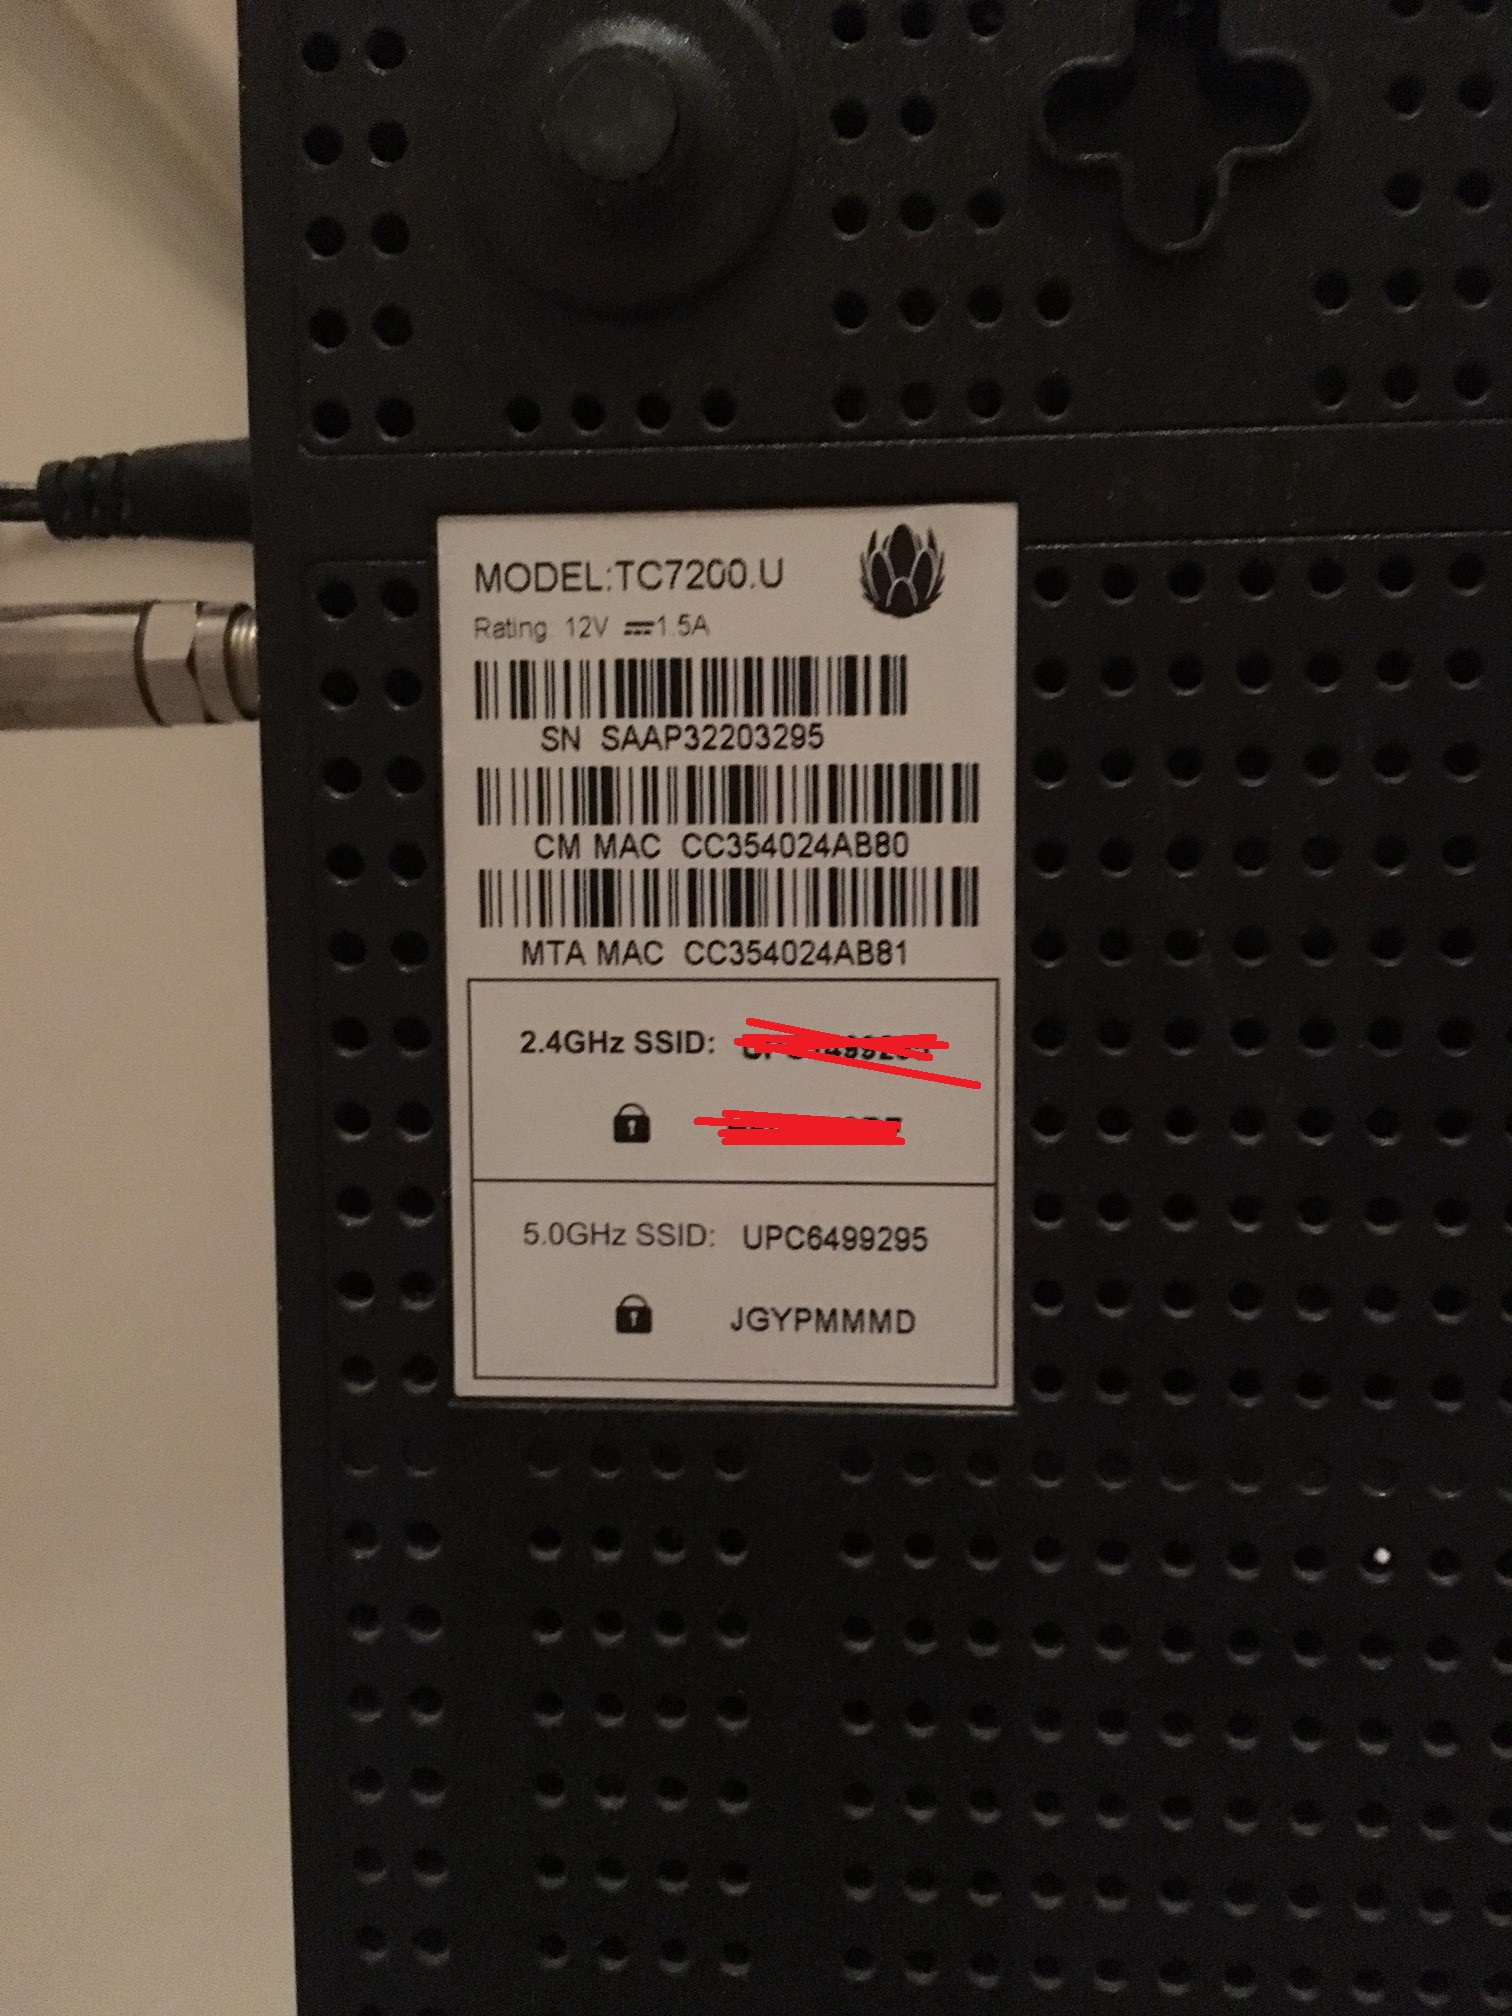 MODEL:TC7200.U
Rating: 12V ⎓1.5A
SN SAAP32203295
CM MAC CC354024AB80
MTA MAC CC354024AB81
2.4GHz SSID:
5.0GHz SSID: UPC6499295
JGYPMMMD